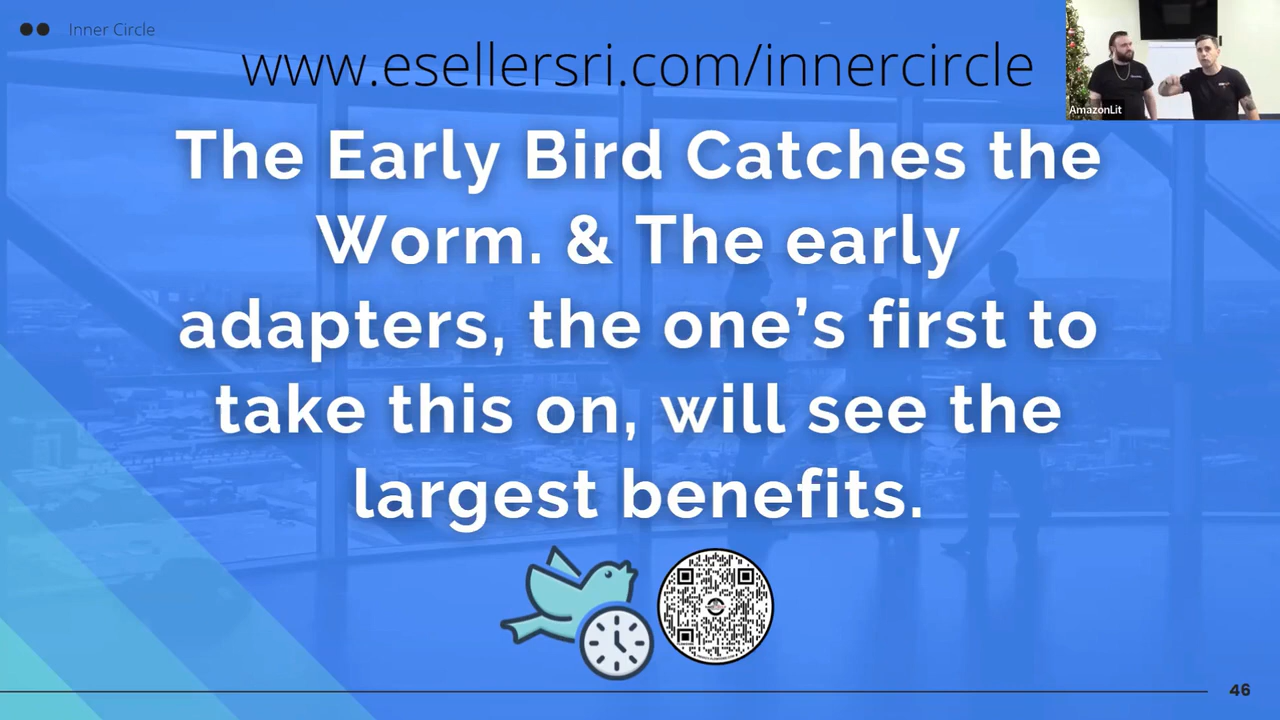 Inner Circle
www.esellersri.com/innercircle
AmazonLit
The Early Bird Catches the
Worm. & The early
adapters, the one’s first to
take this on, will see the
largest benefits.
46